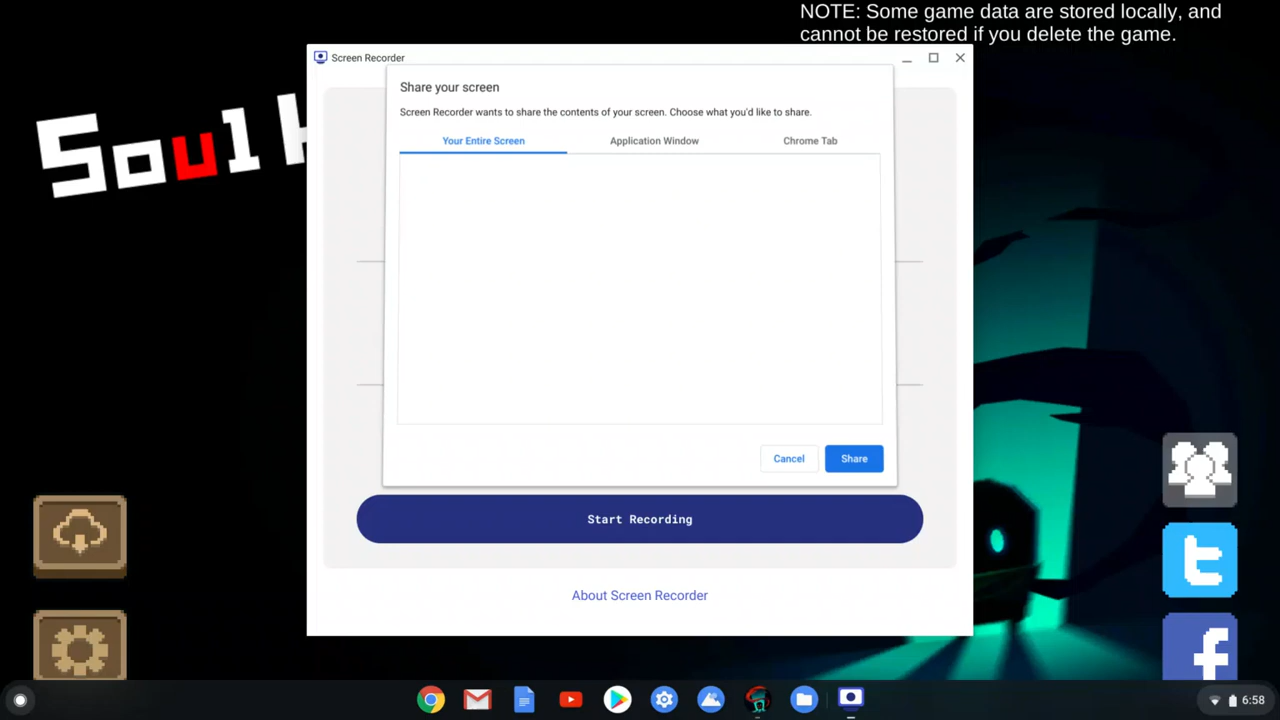 NOTE: Some game data are stored locally, and
cannot be restored if you delete the game.
Screen Recorder
Share your screen
Screen Recorder wants to share the contents of your screen. Choose what you'd like to share.
Your Entire Screen
Application Window
Chrome Tab
Soul
Cancel
Share
Start Recording
About Screen Recorder
6:58